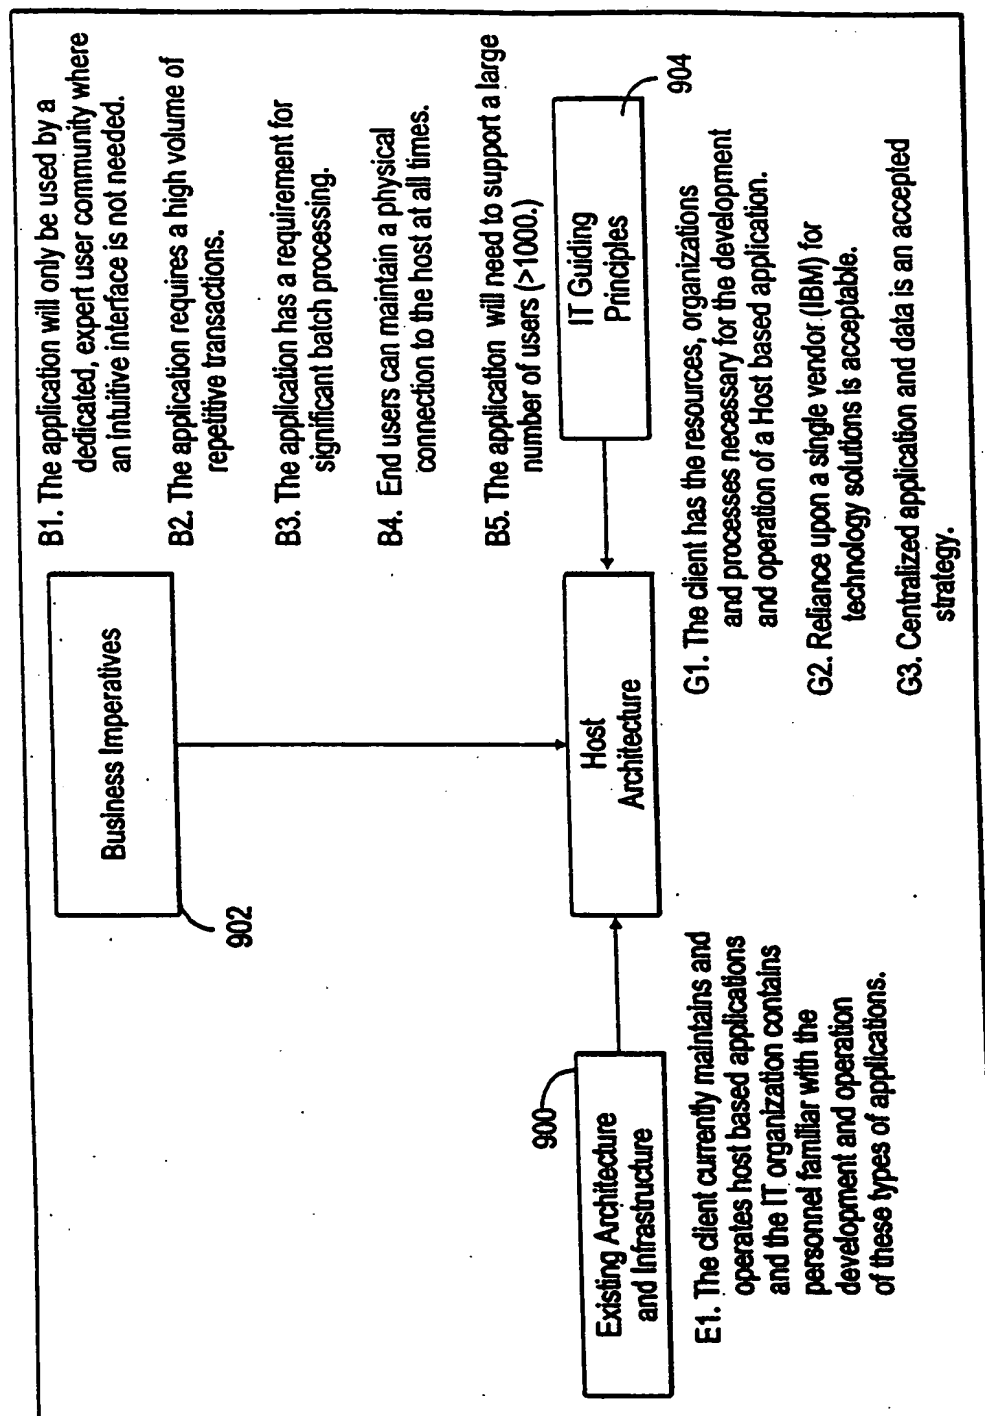 Business Imperatives
902
B1. The application will only be used by a
dedicated, expert user community where
an intuitive interface is not needed.
B2. The application requires a high volume of
repetitive transactions.
B3. The application has a requirement for
significant batch processing.
B4. End users can maintain a physical
connection to the host at all times.
B5. The application will need to support a large
number of users (>1000.)
900
Existing Architecture
and Infrastructure
Host
Architecture
IT Guiding
Principles
904
E1. The client currently maintains and
operates host based applications
and the IT organization contains
personnel familiar with the
development and operation
of these types of applications.
G1. The client has the resources, organizations
and processes necessary for the development
and operation of a Host based application.
G2. Reliance upon a single vendor (IBM) for
technology solutions is acceptable.
G3. Centralized application and data is an accepted
strategy.